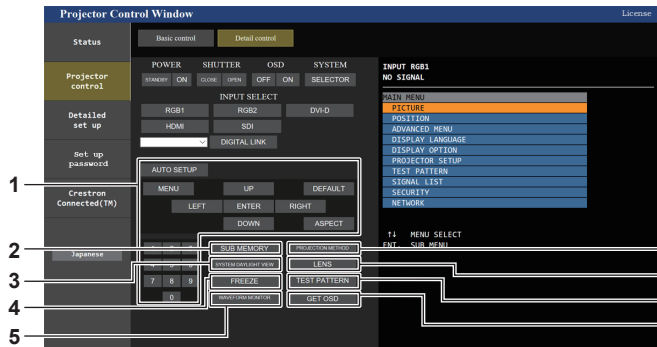 Projector Control Window
License
Status
Projector control
Detailed set up
Set up password
Crestron Connected(TM)
Japanese
Basic control
Detail control
POWER SHUTTER OSD SYSTEM
STANDBY ON CLOSE OPEN OFF ON SELECTOR
INPUT SELECT
RGB1 RGB2 DVI-D
HDMI SDI
DIGITAL LINK
AUTO SETUP
MENU UP DEFAULT
LEFT ENTER RIGHT
DOWN ASPECT
SUB MEMORY PROJECTION METHOD
SYSTEM DAYLIGHT VIEW LENS
7 8 9 FREEZE TEST PATTERN
0 WAVEFORM MONITOR GET OSD
INPUT RGB1
NO SIGNAL
MAIN MENU
PICTURE
POSITION
ADVANCED MENU
DISPLAY LANGUAGE
DISPLAY OPTION
PROJECTOR SETUP
TEST PATTERN
SIGNAL LIST
SECURITY
NETWORK
↑↓ MENU SELECT
ENT. SUB MENU
1
2
3
4
5